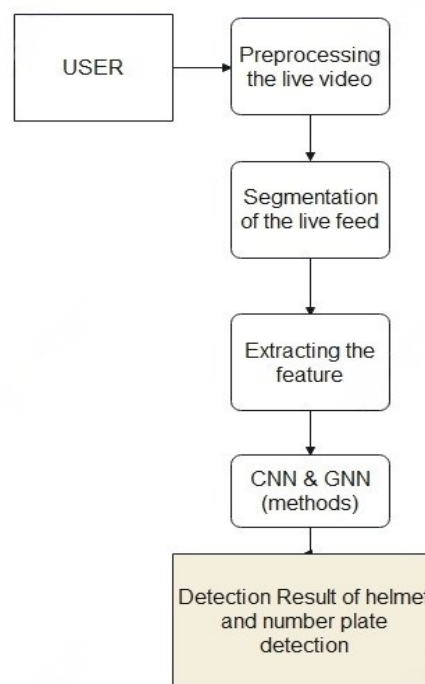 USER
Preprocessing
the live video
Segmentation
of the live feed
Extracting the
feature
CNN & GNN
(methods)
Detection Result of helmet
and number plate
detection